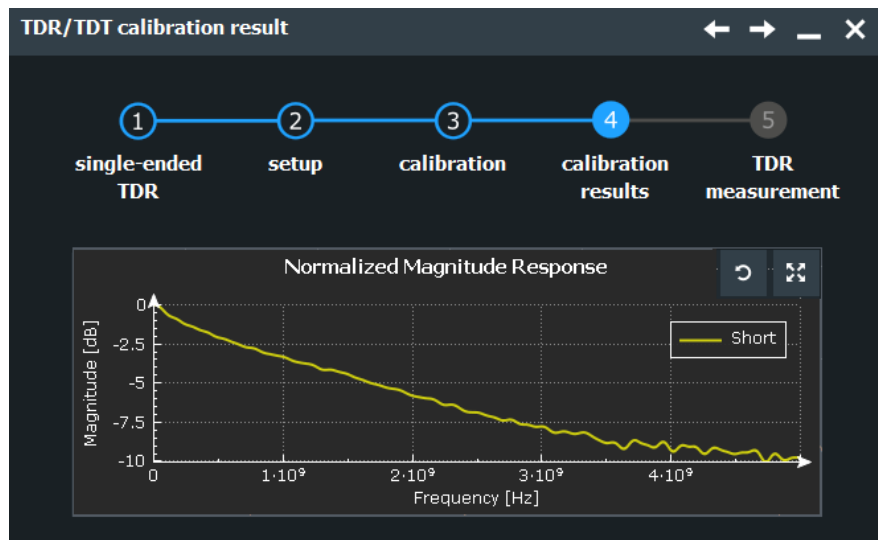 TDR/TDT calibration result
1
2
3
4
5
single-ended
TDR
setup
calibration
calibration
results
TDR
measurement
Normalized Magnitude Response
Short
Magnitude [dB]
0
-2.5
-5
-7.5
-10
0
1·10⁹
2·10⁹
3·10⁹
4·10⁹
Frequency [Hz]